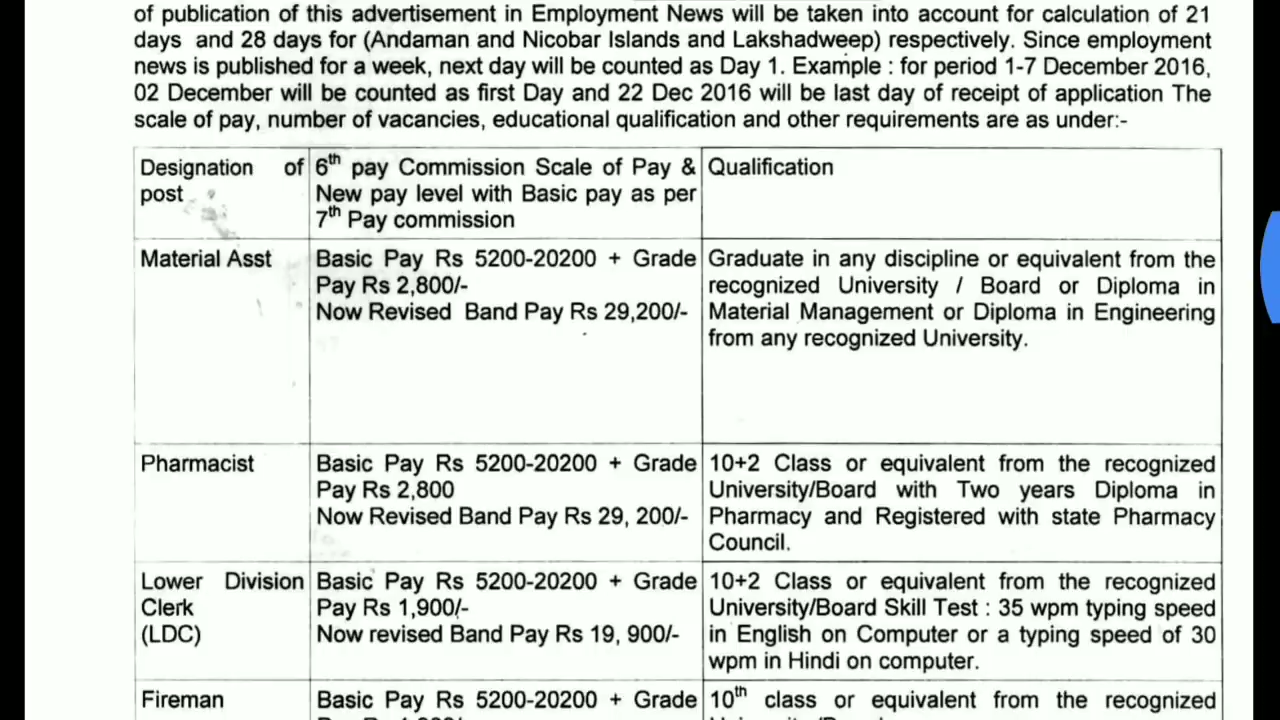 of publication of this advertisement in Employment News will be taken into account for calculation of 21
days and 28 days for (Andaman and Nicobar Islands and Lakshadweep) respectively. Since employment
news is published for a week, next day will be counted as Day 1. Example : for period 1-7 December 2016,
02 December will be counted as first Day and 22 Dec 2016 will be last day of receipt of application The
scale of pay, number of vacancies, educational qualification and other requirements are as under:-
Designation of
post
6th pay Commission Scale of Pay &
New pay level with Basic pay as per
7th Pay commission
Qualification
Material Asst
Basic Pay Rs 5200-20200 + Grade
Pay Rs 2,800/-
Now Revised Band Pay Rs 29,200/-
Graduate in any discipline or equivalent from the
recognized University / Board or Diploma in
Material Management or Diploma in Engineering
from any recognized University.
Pharmacist
Basic Pay Rs 5200-20200 + Grade
Pay Rs 2,800
Now Revised Band Pay Rs 29, 200/-
10+2 Class or equivalent from the recognized
University/Board with Two years Diploma in
Pharmacy and Registered with state Pharmacy
Council.
Lower Division
Clerk
(LDC)
Basic Pay Rs 5200-20200 + Grade
Pay Rs 1,900/-
Now revised Band Pay Rs 19, 900/-
10+2 Class or equivalent from the recognized
University/Board Skill Test : 35 wpm typing speed
in English on Computer or a typing speed of 30
wpm in Hindi on computer.
Fireman
Basic Pay Rs 5200-20200 + Grade
10th class or equivalent from the recognized